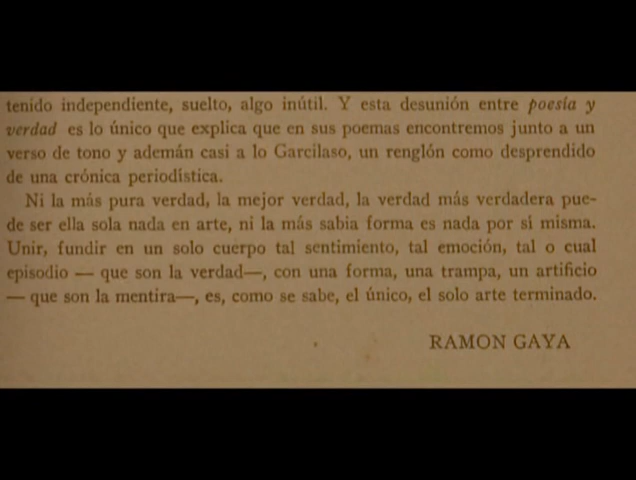 tenido independiente, suelto, algo inútil. Y esta desunión entre poesía y
verdad es lo único que explica que en sus poemas encontremos junto a un
verso de tono y ademán casi a lo Garcilaso, un renglón como desprendido
de una crónica periodística.
Ni la más pura verdad, la mejor verdad, la verdad más verdadera pue-
de ser ella sola nada en arte, ni la más sabia forma es nada por sí misma.
Unir, fundir en un solo cuerpo tal sentimiento, tal emoción, tal o cual
episodio — que son la verdad—, con una forma, una trampa, un artificio
— que son la mentira—, es, como se sabe, el único, el solo arte terminado.
RAMON GAYA